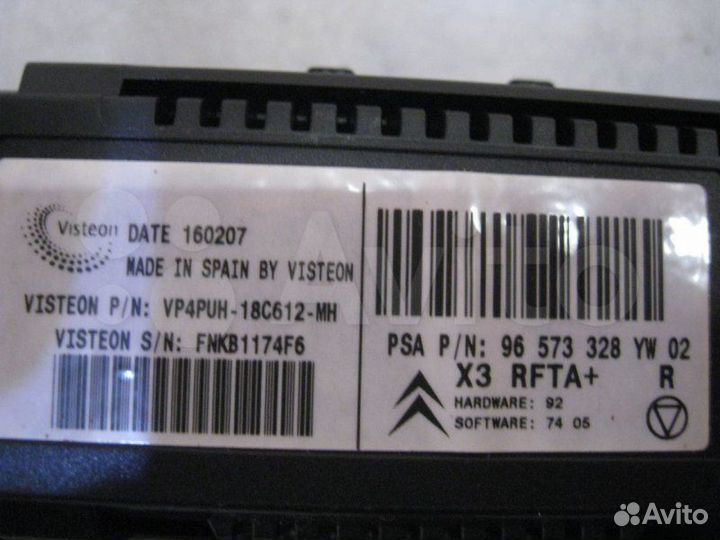 Visteon
DATE 160207
MADE IN SPAIN BY VISTEON
VISTEON P/N: VP4PUH-18C612-MH
VISTEON S/N: FNKB1174F6
PSA P/N: 96 573 328 YW 02
X3 RFTA+ R
HARDWARE: 92
SOFTWARE: 74 05
Avito
Avito